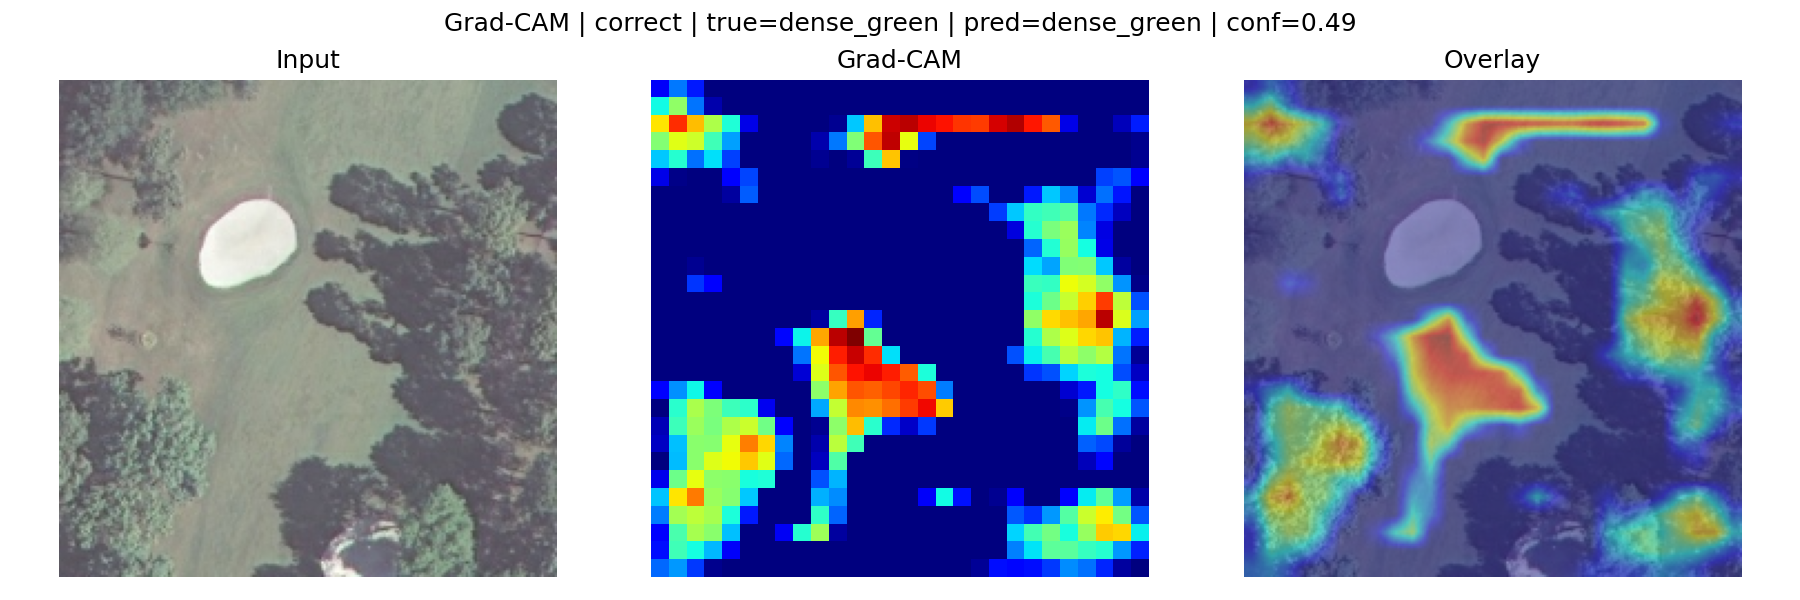 Grad-CAM | correct | true=dense_green | pred=dense_green | conf=0.49
Input
Grad-CAM
Overlay